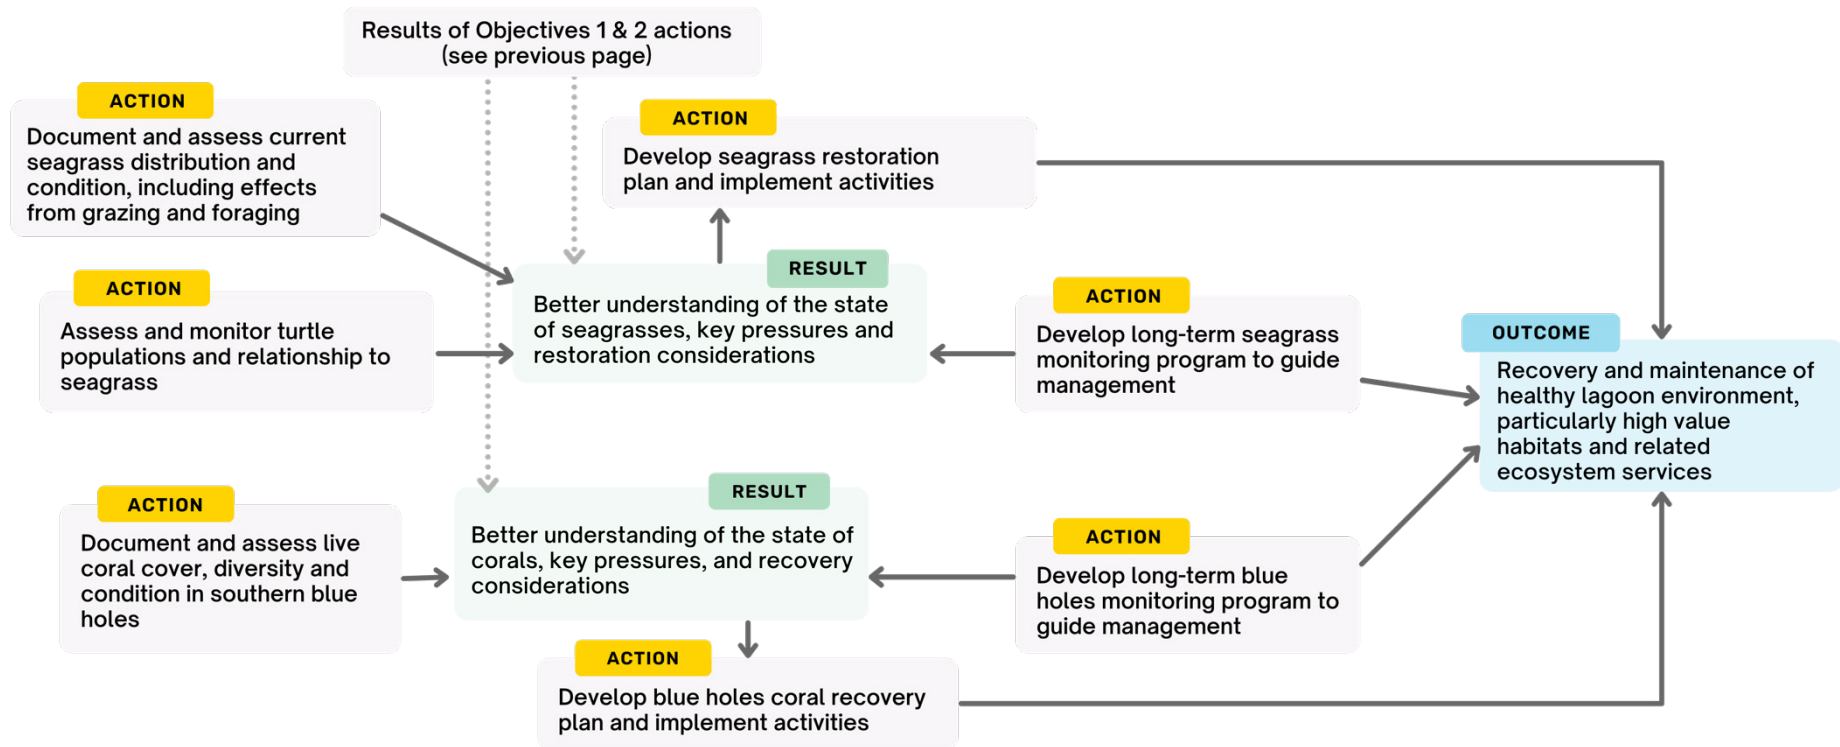 Results of Objectives 1 & 2 actions
(see previous page)
ACTION
Document and assess current
seagrass distribution and
condition, including effects
from grazing and foraging
ACTION
Develop seagrass restoration
plan and implement activities
ACTION
Assess and monitor turtle
populations and relationship to
seagrass
RESULT
Better understanding of the state
of seagrasses, key pressures and
restoration considerations
ACTION
Develop long-term seagrass
monitoring program to guide
management
OUTCOME
Recovery and maintenance of
healthy lagoon environment,
particularly high value
habitats and related
ecosystem services
ACTION
Document and assess live
coral cover, diversity and
condition in southern blue
holes
RESULT
Better understanding of the state of
corals, key pressures, and recovery
considerations
ACTION
Develop long-term blue
holes monitoring program to
guide management
ACTION
Develop blue holes coral recovery
plan and implement activities